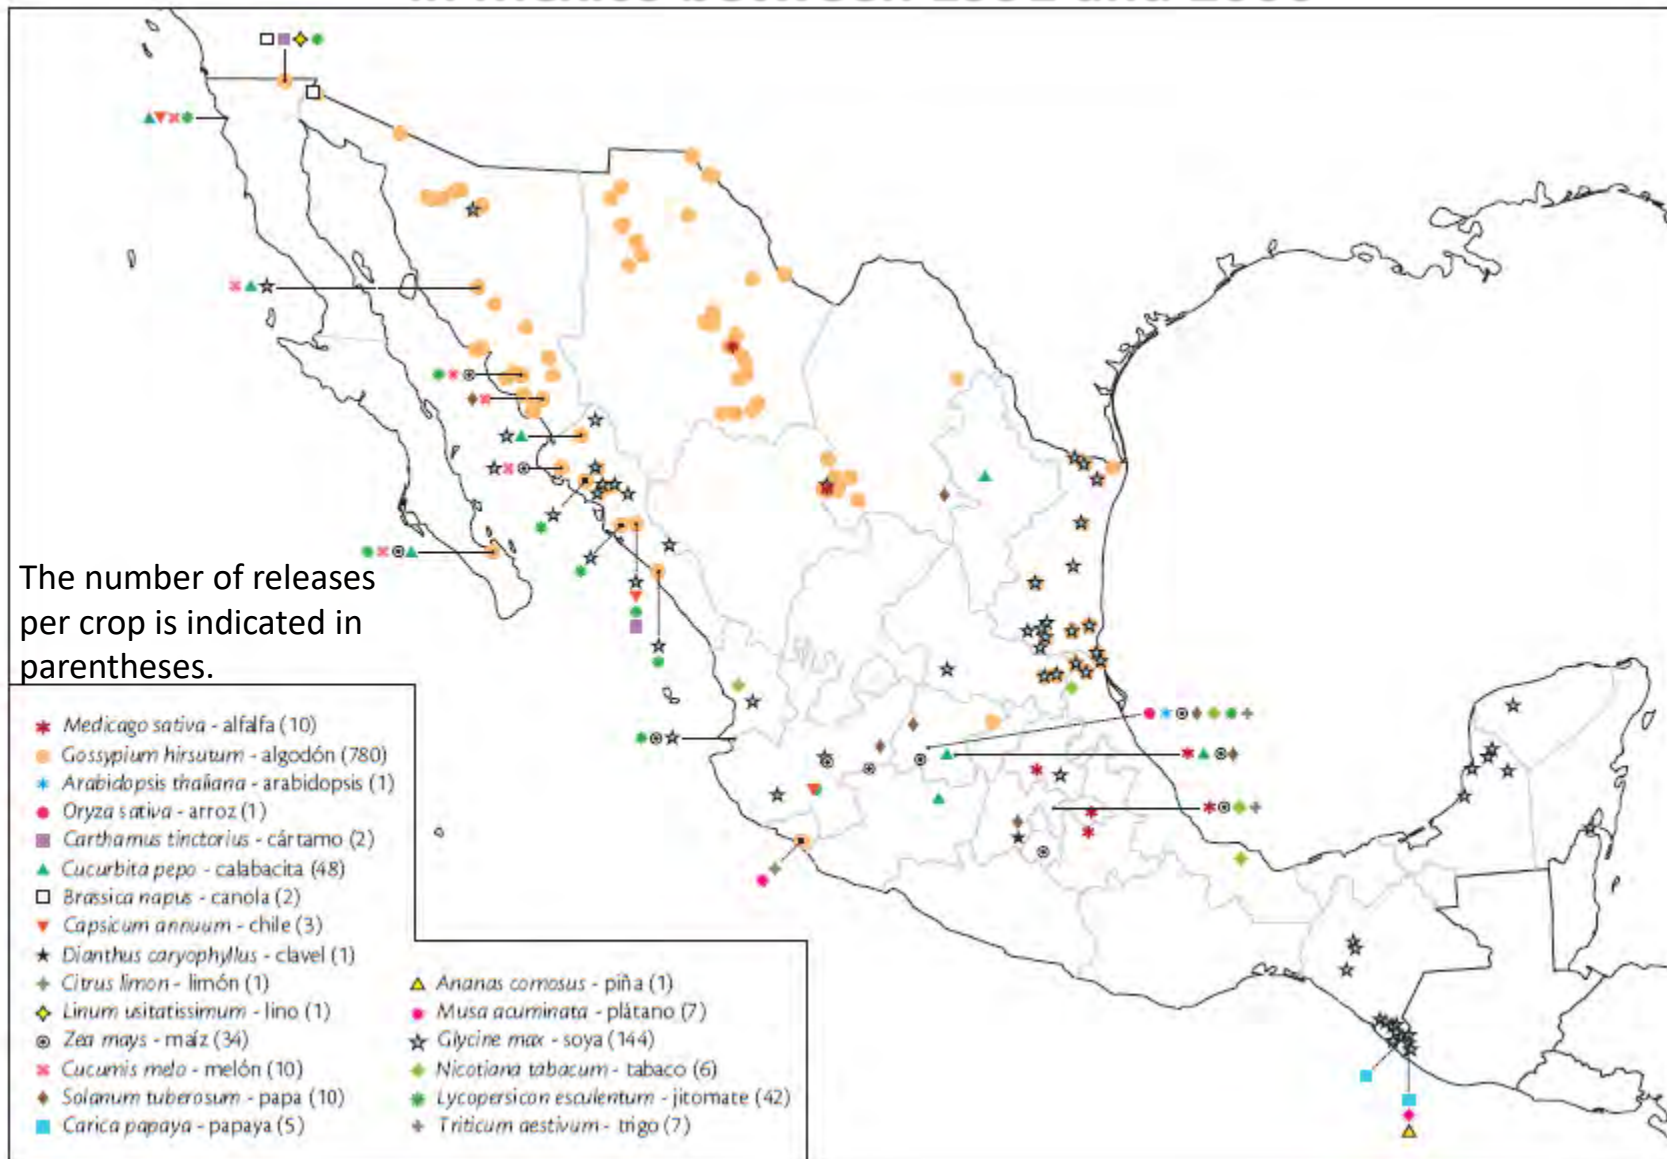 The number of releases
per crop is indicated in
parentheses.
Medicago sativa - alfalfa (10)
Gossypium hirsutum - algodón (780)
Arabidopsis thaliana - arabidopsis (1)
Oryza sativa - arroz (1)
Carthamus tinctorius - cártamo (2)
Cucurbita pepo - calabacita (48)
Brassica napus - canola (2)
Capsicum annuum - chile (3)
Dianthus caryophyllus - clavel (1)
Citrus limon - limón (1)
Linum usitatissimum - lino (1)
Zea mays - maíz (34)
Cucumis melo - melón (10)
Solanum tuberosum - papa (10)
Carica papaya - papaya (5)
Ananas comosus - piña (1)
Musa acuminata - plátano (7)
Glycine max - soya (144)
Nicotiana tabacum - tabaco (6)
Lycopersicon esculentum - jitomate (42)
Triticum aestivum - trigo (7)